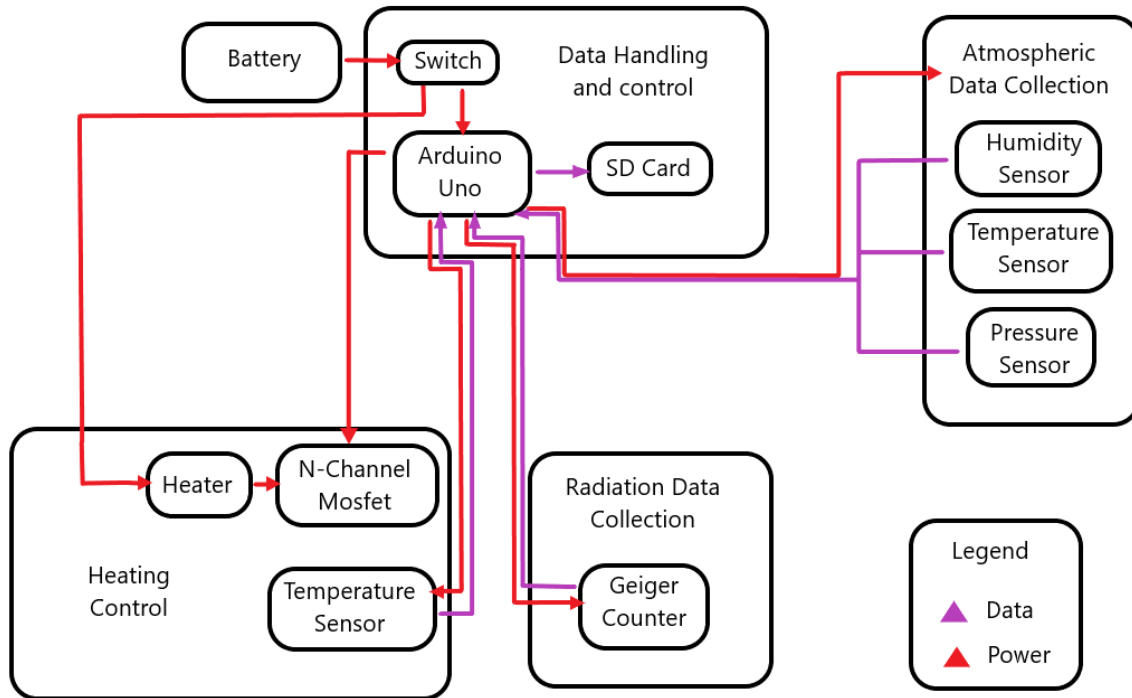 Battery
Switch
Data Handling
and control
Arduino
Uno
SD Card
Atmospheric
Data Collection
Humidity
Sensor
Temperature
Sensor
Pressure
Sensor
Heater
N-Channel
Mosfet
Heating
Control
Temperature
Sensor
Radiation Data
Collection
Geiger
Counter
Legend
Data
Power